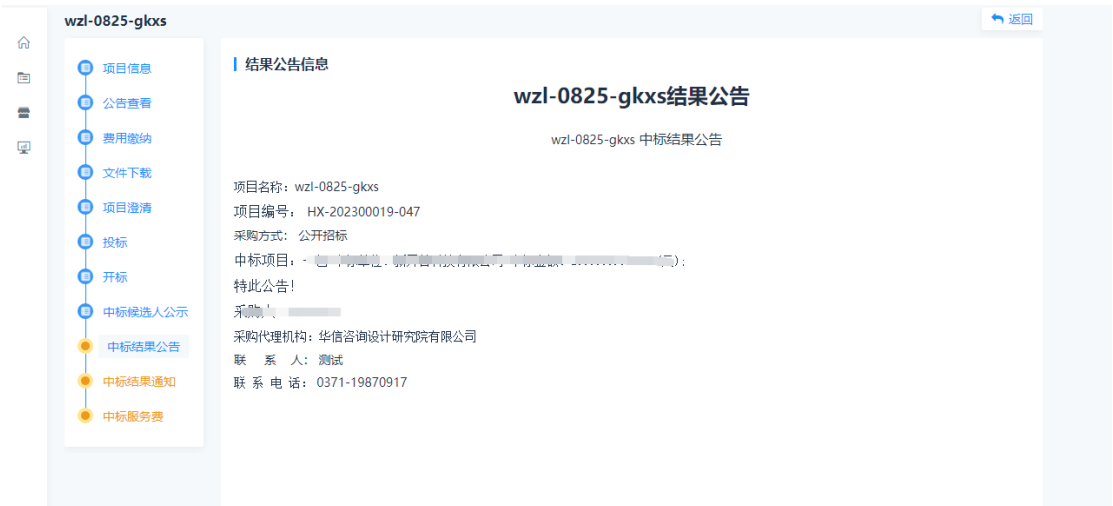 wzl-0825-gkxs
返回
项目信息
公告查看
费用缴纳
文件下载
项目澄清
投标
开标
中标候选人公示
中标结果公告
中标结果通知
中标服务费
结果公告信息
wzl-0825-gkxs结果公告
wzl-0825-gkxs 中标结果公告
项目名称：wzl-0825-gkxs
项目编号： HX-202300019-047
采购方式： 公开招标
中标项目：
特此公告！
采购代理机构：华信咨询设计研究院有限公司
联 系 人： 测试
联 系 电 话： 0371-19870917